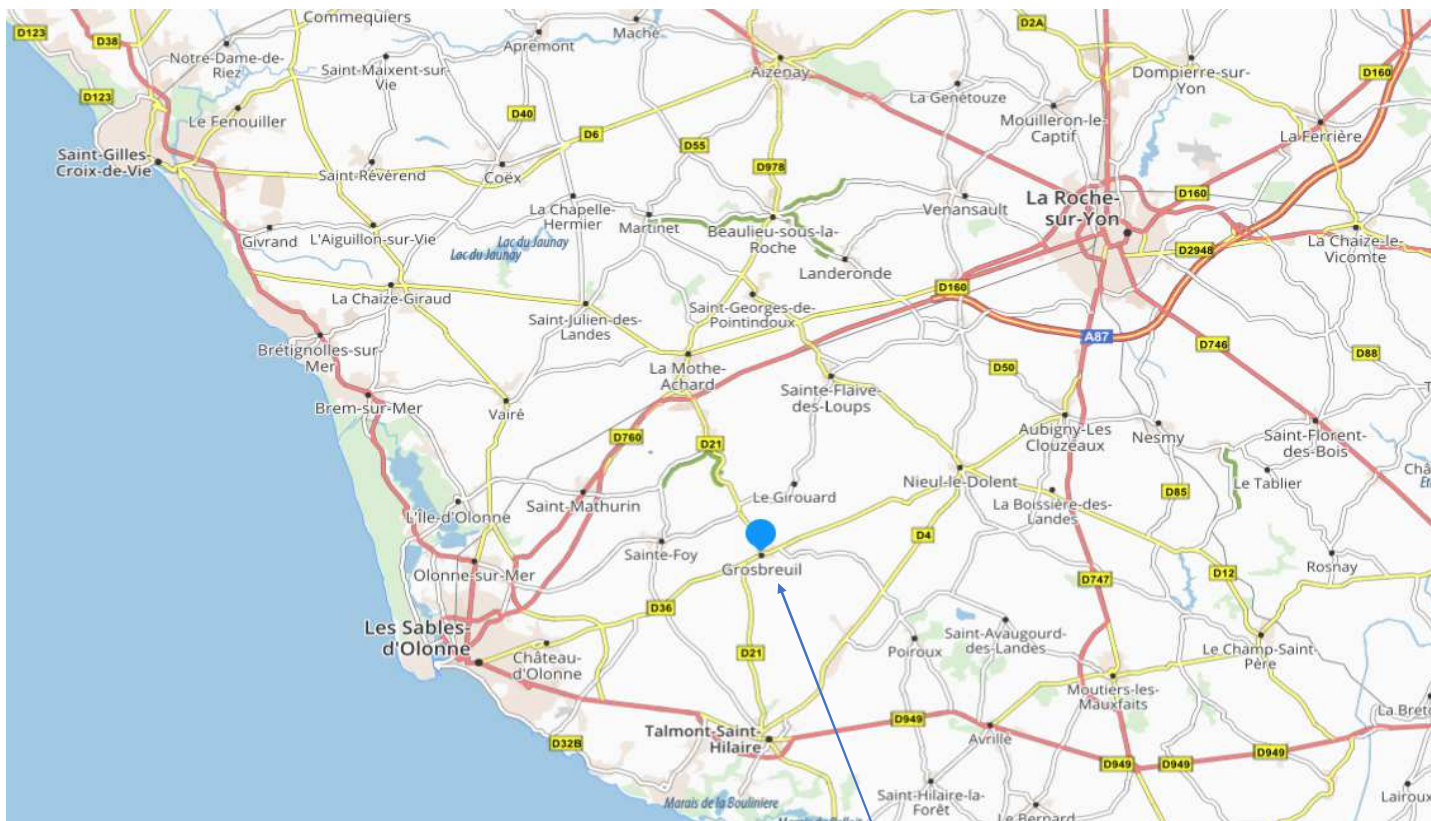 D123
D38
Commequiers
Maché
D2A
Apremont
Notre-Dame-de-
Riez
Saint-Maixent-sur-
Vie
Aizenay
Dompierre-sur-
Yon
D160
D123
Le Fenouiller
D40
D6
La Génétouze
Mouilleron-le-
Captif
La Ferrière
Saint-Gilles-
Croix-de-Vie
Saint-Révérend
Coëx
D55
D978
D160
La Chapelle-
Hermier
Martinet
Beaulieu-sous-la-
Roche
Venansault
La Roche-
sur-Yon
Givrand
L'Aiguillon-sur-Vie
Lac du Jaunay
Lac du Jaunay
Landeronde
D2948
La Chaize-le-
Vicomte
La Chaize-Giraud
Saint-Julien-des-
Landes
Saint-Georges-de-
Pointindoux
D160
A87
D746
D88
Brétignolles-sur-
Mer
La Mothe-
Achard
Sainte-Flaive-
des-Loups
D50
Brem-sur-Mer
Vairé
Aubigny-Les
Clouzeaux
Nesmy
Saint-Florent-
des-Bois
D760
D21
Nieul-le-Dolent
Le Tablier
L'Île-d'Olonne
Saint-Mathurin
Le Girouard
La Boissière-des-
Landes
D85
Olonne-sur-Mer
Sainte-Foy
Grosbreuil
D4
D747
D12
Rosnay
Les Sables-
d'Olonne
D36
Château-
d'Olonne
D21
Poiroux
Saint-Avaugourd-
des-Landes
Le Champ-Saint-
Père
Moutiers-les-
Mauxfaits
D32B
Talmont-Saint-
Hilaire
D949
Avrillé
D949
D949
D949
La Bret
Saint-Hilaire-la-
Forêt
Le Bernard
Lairoux
Marais de la Boulinière